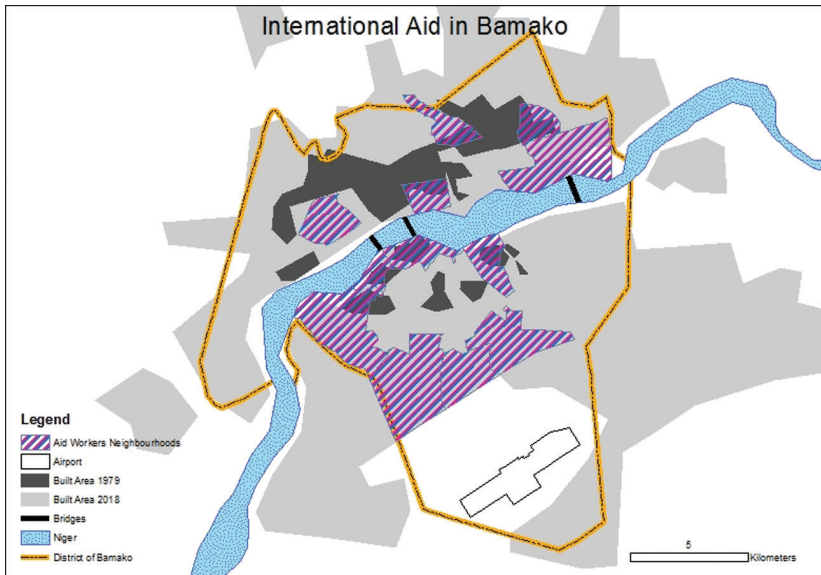 International Aid in Bamako
Legend
Aid Workers Neighbourhoods
Airport
Built Area 1979
Built Area 2018
Bridges
Niger
District of Bamako
5
Kilometers